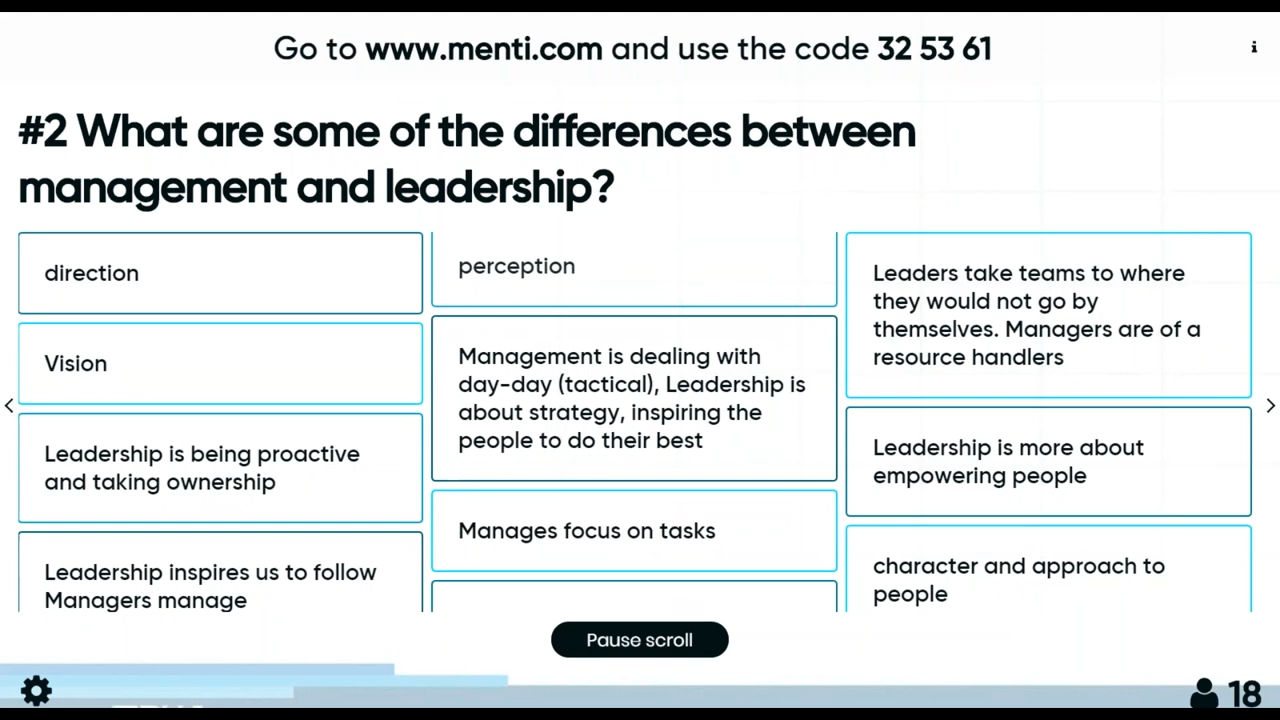 Go to www.menti.com and use the code 32 53 61
#2 What are some of the differences between
management and leadership?
direction
Vision
Leadership is being proactive
and taking ownership
Leadership inspires us to follow
Managers manage
perception
Management is dealing with
day-day (tactical), Leadership is
about strategy, inspiring the
people to do their best
Manages focus on tasks
Leaders take teams to where
they would not go by
themselves. Managers are of a
resource handlers
Leadership is more about
empowering people
character and approach to
people
Pause scroll
18